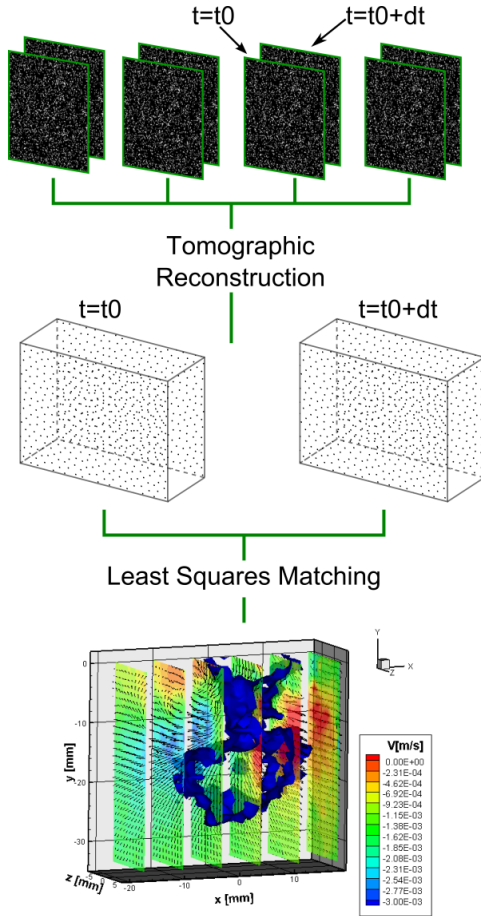 t=t0
t=t0+dt
Tomographic
Reconstruction
t=t0
t=t0+dt
Least Squares Matching
0
-10
-20
-30
y [mm]
-5
0
5
z [mm]
-20
-10
0
10
x [mm]
Y
X
Z
V[m/s]
0.00E+00
-2.31E-04
-4.62E-04
-6.92E-04
-9.23E-04
-1.15E-03
-1.38E-03
-1.62E-03
-1.85E-03
-2.08E-03
-2.31E-03
-2.54E-03
-2.77E-03
-3.00E-03